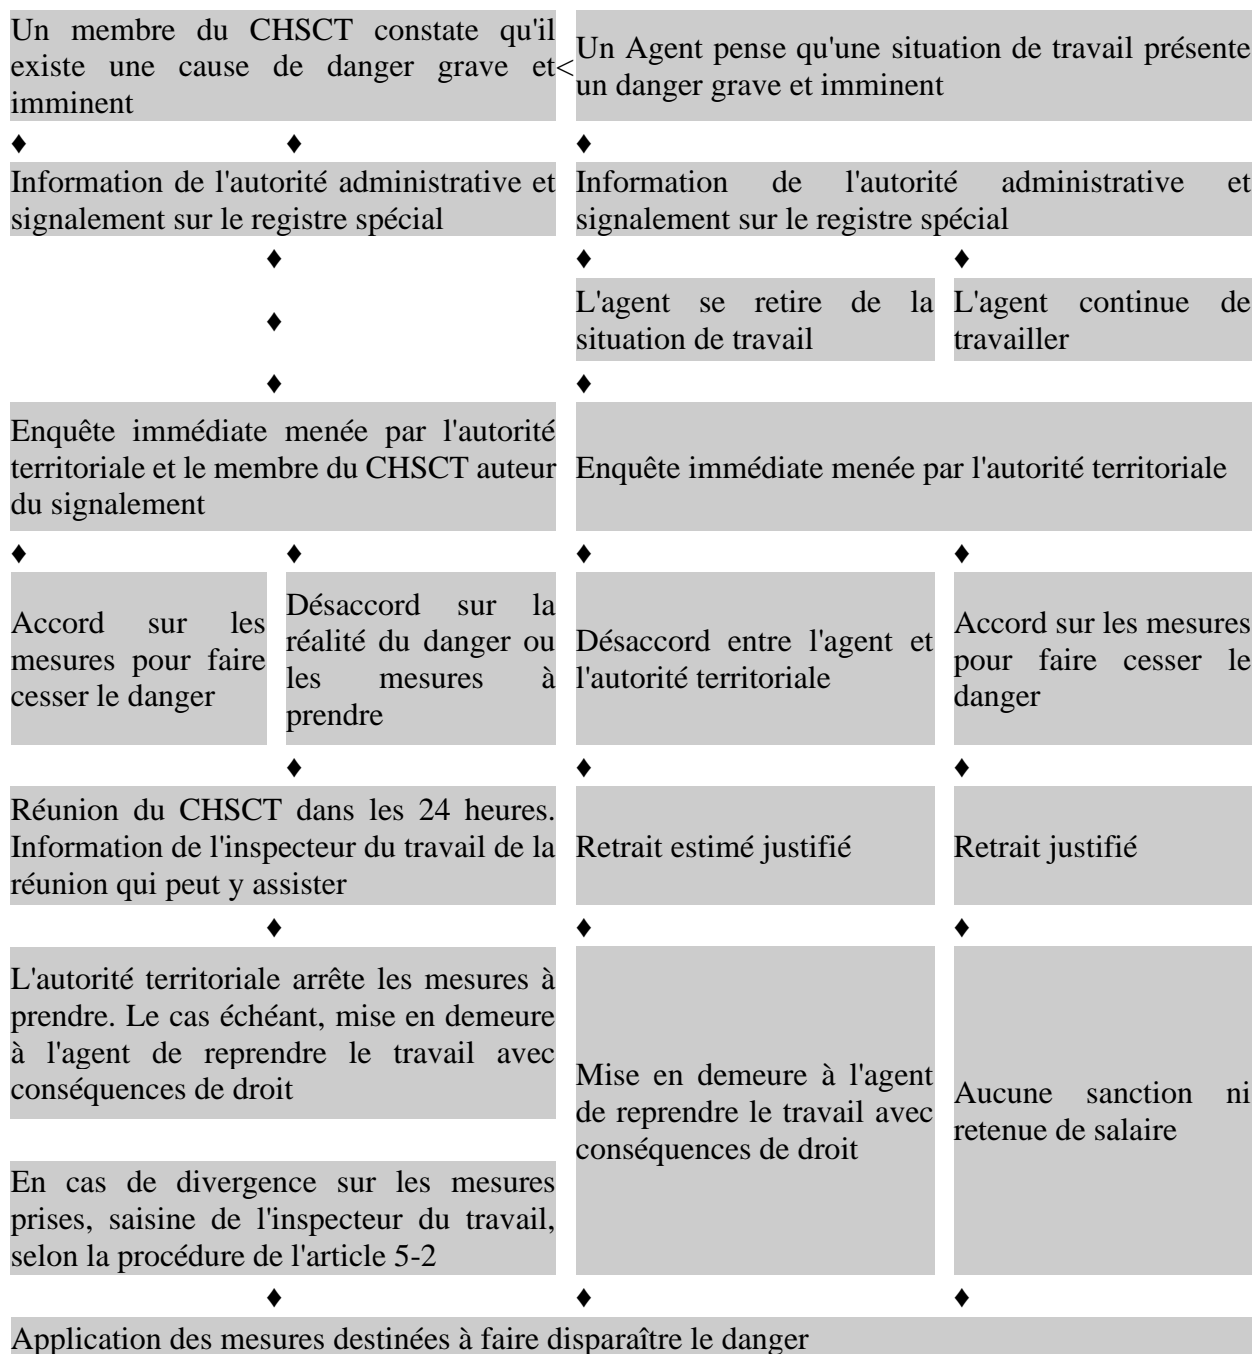 Un membre du CHSCT constate qu'il
existe une cause de danger grave et
imminent
<
Un Agent pense qu'une situation de travail présente
un danger grave et imminent
♦ ♦ ♦
Information de l'autorité administrative et
signalement sur le registre spécial
Information de l'autorité administrative et
signalement sur le registre spécial
♦ ♦ ♦
♦
L'agent se retire de la
situation de travail
L'agent continue de
travailler
♦ ♦
Enquête immédiate menée par l'autorité
territoriale et le membre du CHSCT auteur
du signalement
Enquête immédiate menée par l'autorité territoriale
♦ ♦ ♦ ♦
Accord sur les
mesures pour faire
cesser le danger
Désaccord sur la
réalité du danger ou
les mesures à
prendre
Désaccord entre l'agent et
l'autorité territoriale
Accord sur les mesures
pour faire cesser le
danger
♦ ♦ ♦
Réunion du CHSCT dans les 24 heures.
Information de l'inspecteur du travail de la
réunion qui peut y assister
Retrait estimé justifié
Retrait justifié
♦ ♦ ♦
L'autorité territoriale arrête les mesures à
prendre. Le cas échéant, mise en demeure
à l'agent de reprendre le travail avec
conséquences de droit
Mise en demeure à l'agent
de reprendre le travail avec
conséquences de droit
Aucune sanction ni
retenue de salaire
En cas de divergence sur les mesures
prises, saisine de l'inspecteur du travail,
selon la procédure de l'article 5-2
♦ ♦ ♦
Application des mesures destinées à faire disparaître le danger